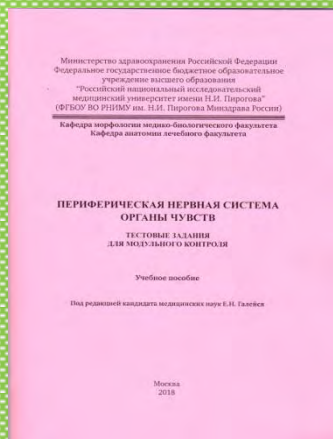 Министерство здравоохранения Российской Федерации
Федеральное государственное бюджетное образовательное
учреждение высшего образования
"Российский национальный исследовательский
медицинский университет имени Н.И. Пирогова"
(ФГБОУ ВО РНИМУ им. Н.И. Пирогова Минздрава России)
Кафедра морфологии медико-биологического факультета
Кафедра анатомии лечебного факультета
ПЕРИФЕРИЧЕСКАЯ НЕРВНАЯ СИСТЕМА
ОРГАНЫ ЧУВСТВ
ТЕСТОВЫЕ ЗАДАНИЯ
ДЛЯ МОДУЛЬНОГО КОНТРОЛЯ
Учебное пособие
Под редакцией кандидата медицинских наук Е.Н. Галейся
Москва
2018